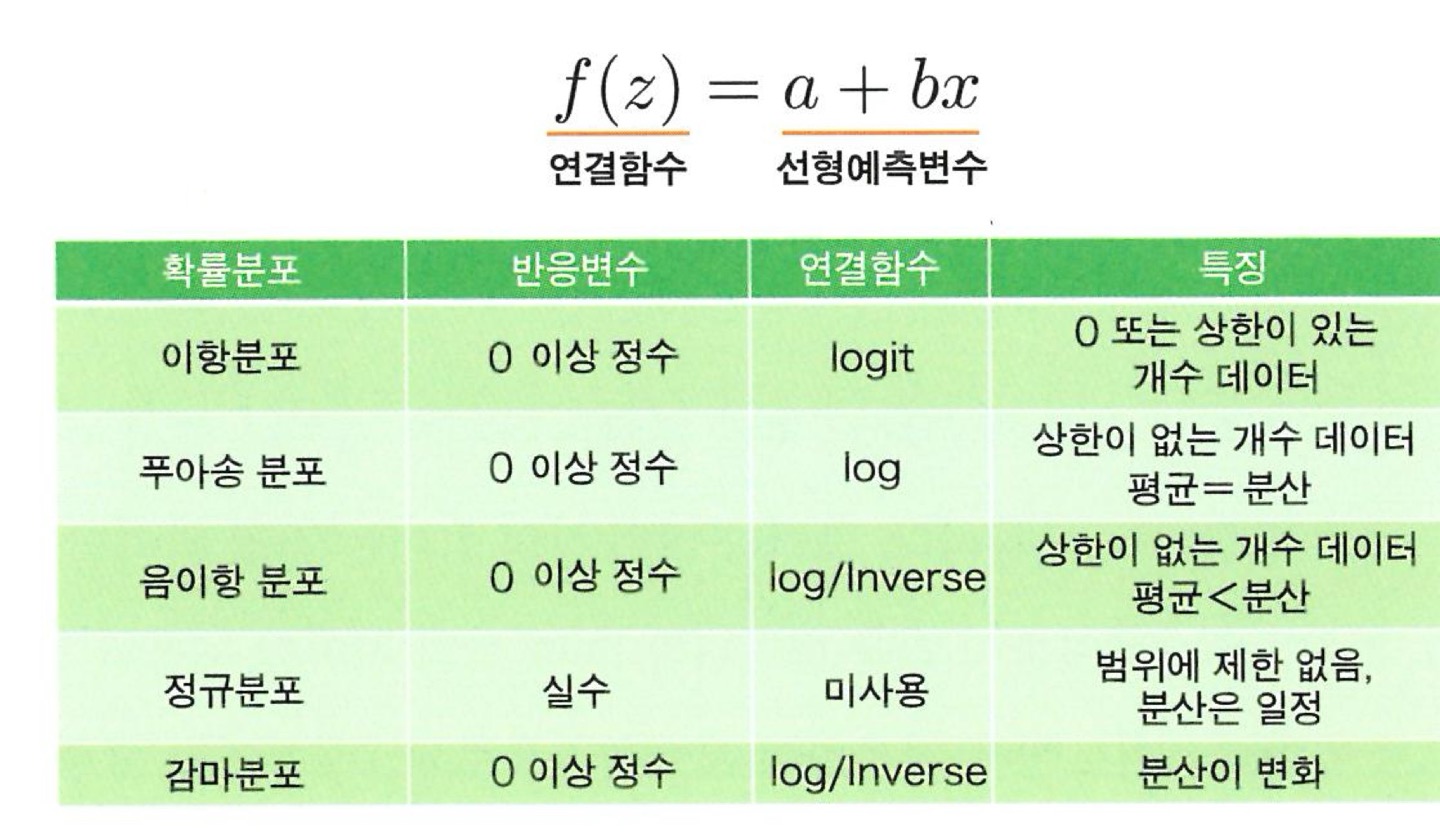 f(z) = a + bx
연결함수 선형예측변수
확률분포 반응변수 연결함수 특징
이항분포 0 이상 정수 logit 0 또는 상한이 있는
개수 데이터
푸아송 분포 0 이상 정수 log 상한이 없는 개수 데이터
평균=분산
음이항 분포 0 이상 정수 log/Inverse 상한이 없는 개수 데이터
평균<분산
정규분포 실수 미사용 범위에 제한 없음,
분산은 일정
감마분포 0 이상 정수 log/Inverse 분산이 변화